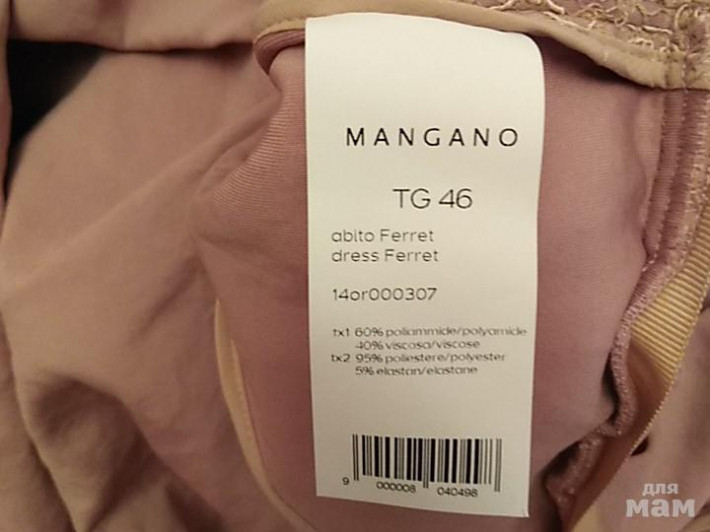 MANGANO
TG 46
abito Ferret
dress Ferret
14or000307
tx1 60% poliammide/polyamide
40% viscosa/viscose
tx2 95% poliestere/polyester
5% elastan/elastane
9 000008 040498
для
мам